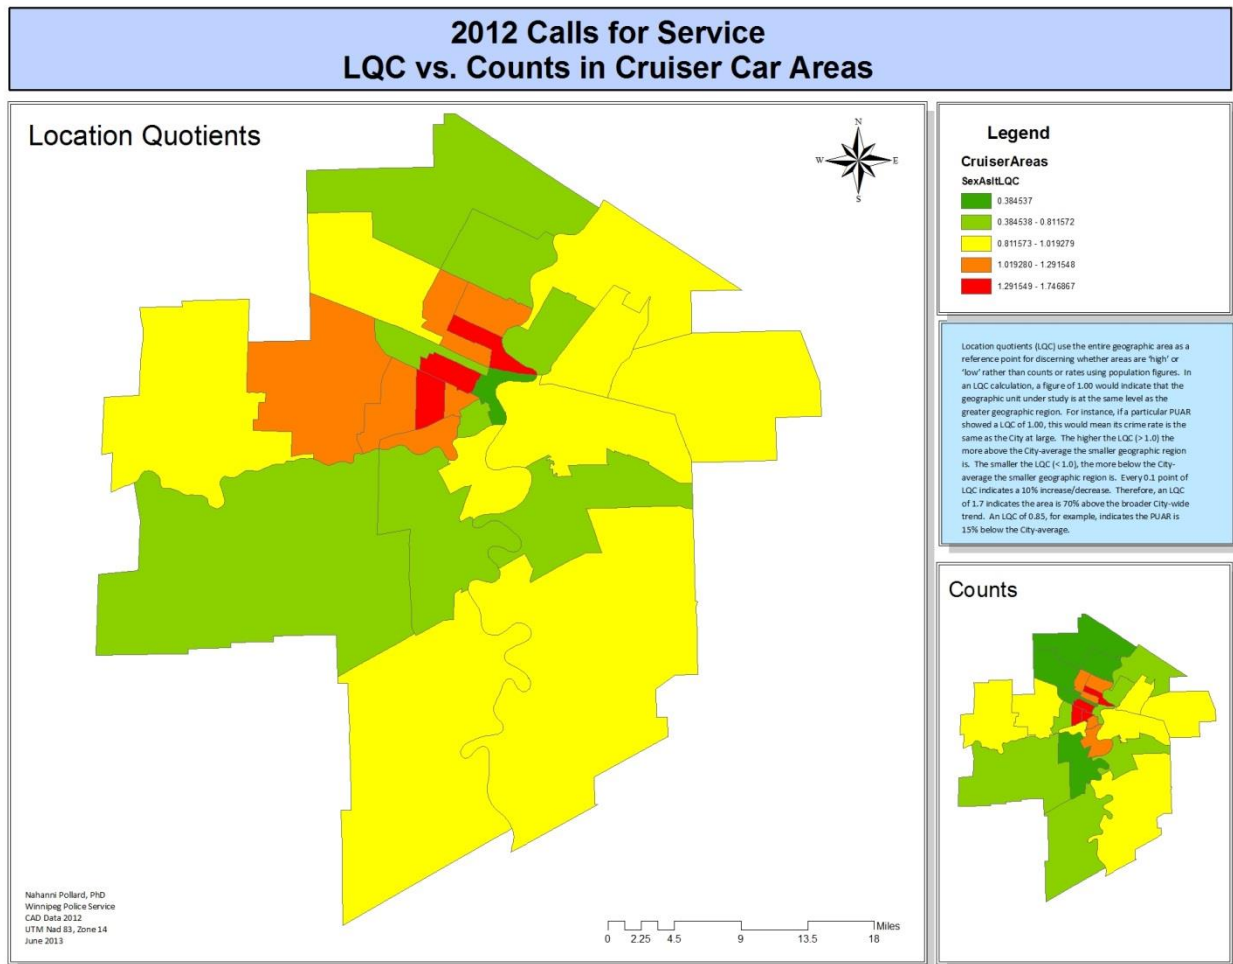 2012 Calls for Service
LQC vs. Counts in Cruiser Car Areas
Location Quotients
N
W
E
S
Legend
CruiserAreas
SexAsltLQC
0.384537
0.384538 - 0.811572
0.811573 - 1.019279
1.019280 - 1.291548
1.291549 - 1.746867
Location quotients (LQC) use the entire geographic area as a
reference point for discerning whether areas are 'high' or
'low' rather than counts or rates using population figures. In
an LQC calculation, a figure of 1.00 would indicate that the
geographic unit under study is at the same level as the
greater geographic region. For instance, if a particular PUAR
showed a LQC of 1.00, this would mean its crime rate is the
same as the City at large. The higher the LQC (> 1.0) the
more above the City-average the smaller geographic region
is. The smaller the LQC (< 1.0), the more below the City-
average the smaller geographic region is. Every 0.1 point of
LQC indicates a 10% increase/decrease. Therefore, an LQC
of 1.7 indicates the area is 70% above the broader City-wide
trend. An LQC of 0.85, for example, indicates the PUAR is
15% below the City-average.
Counts
Nahanni Pollard, PhD
Winnipeg Police Service
CAD Data 2012
UTM Nad 83, Zone 14
June 2013
Miles
0 2.25 4.5 9 13.5 18